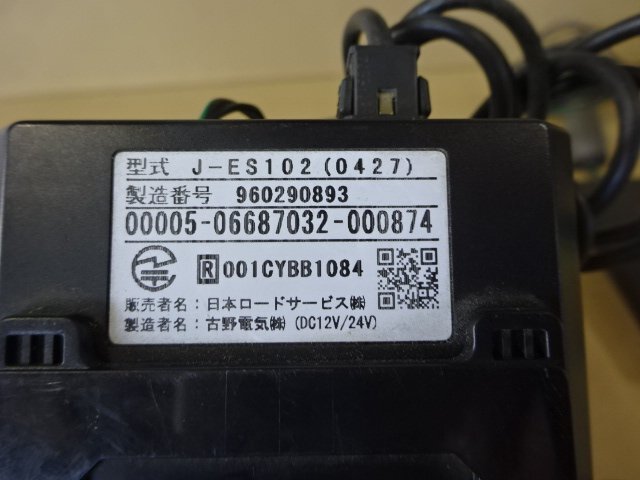 型式 J-ES102(0427)
製造番号 960290893
00005-06687032-000874
R 001CYBB1084
販売者名：日本ロードサービス㈱
製造者名：古野電気㈱ (DC12V/24V)